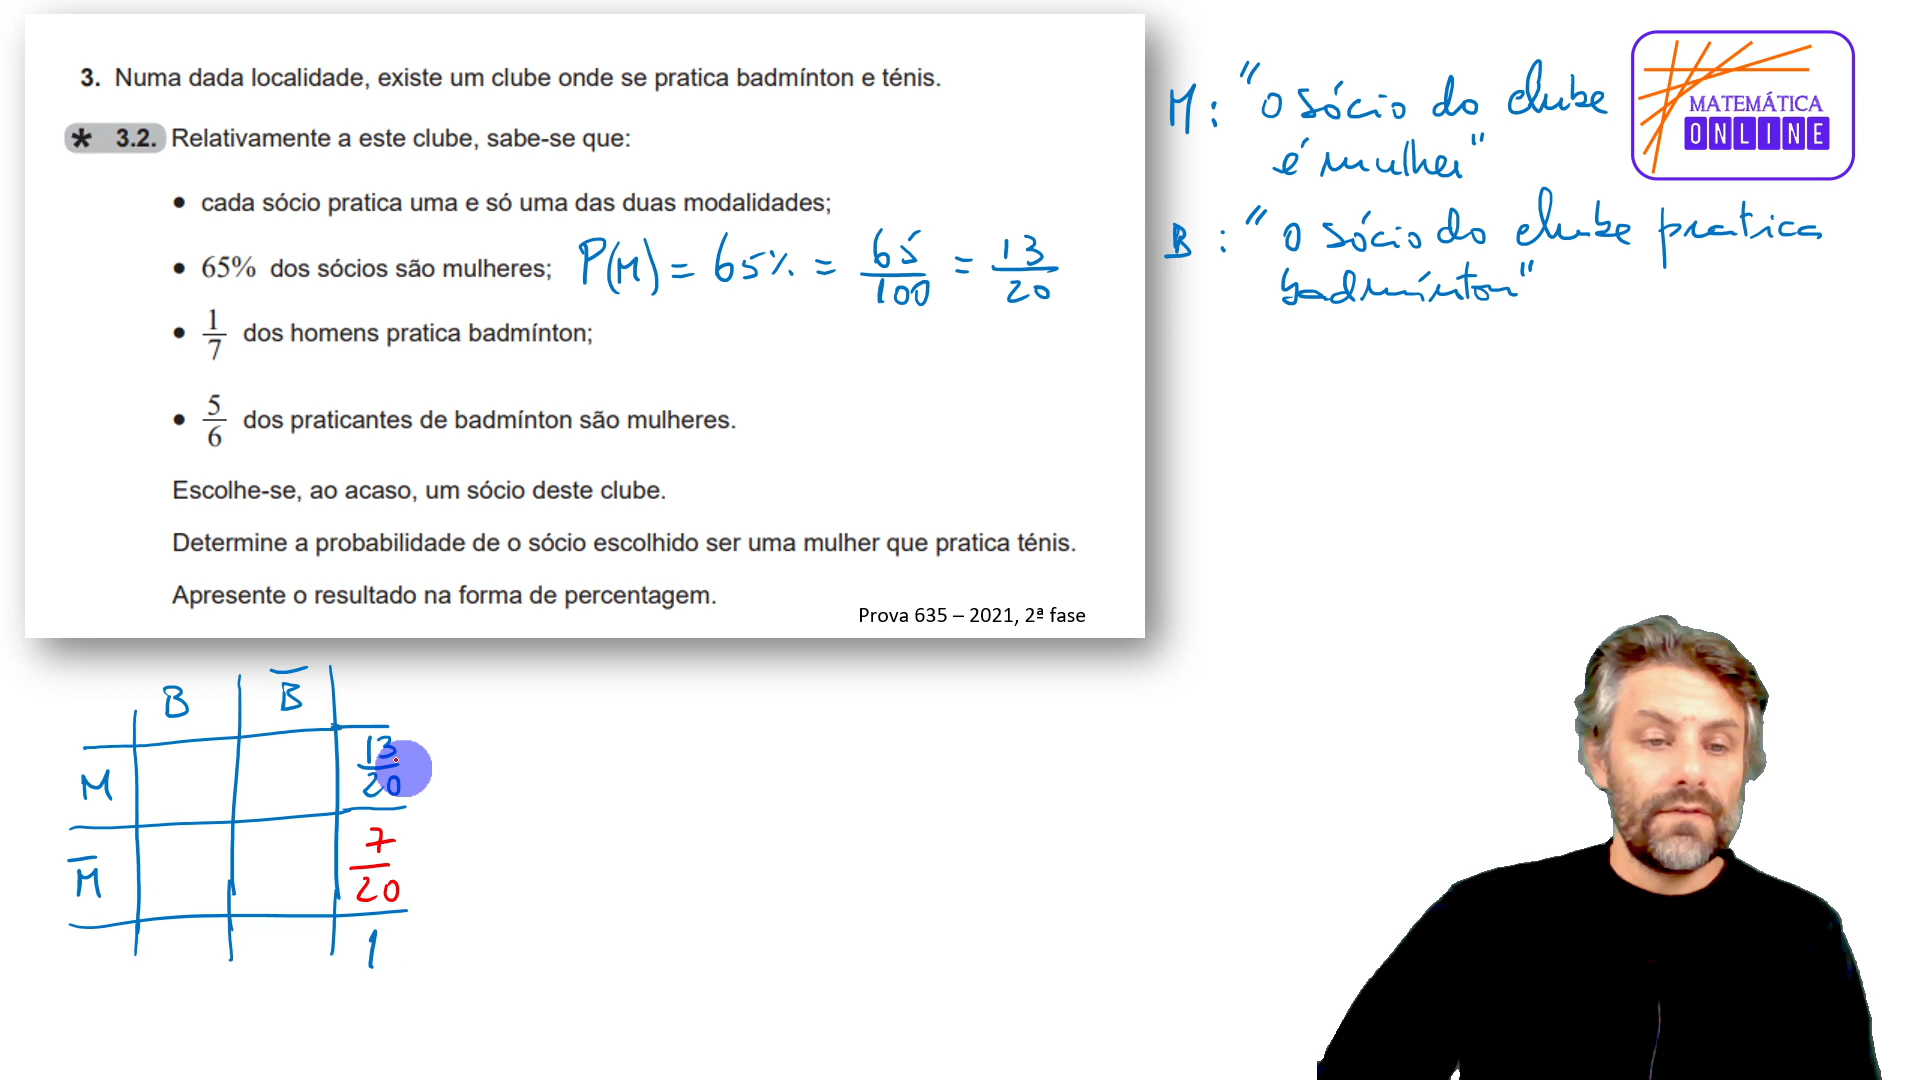 3. Numa dada localidade, existe um clube onde se pratica badmínton e ténis.
* 3.2. Relativamente a este clube, sabe-se que:
• cada sócio pratica uma e só uma das duas modalidades;
• 65% dos sócios são mulheres; P(M) = 65% = 65/100 = 13/20
• 1/7 dos homens pratica badmínton;
• 5/6 dos praticantes de badmínton são mulheres.
Escolhe-se, ao acaso, um sócio deste clube.
Determine a probabilidade de o sócio escolhido ser uma mulher que pratica ténis.
Apresente o resultado na forma de percentagem.
Prova 635 – 2021, 2ª fase
M: "o sócio do clube
é mulher"
B: "o sócio do clube pratica
badmínton"
MATEMÁTICA
ONLINE
B B̅
M 13/20
M̅ 7/20
1